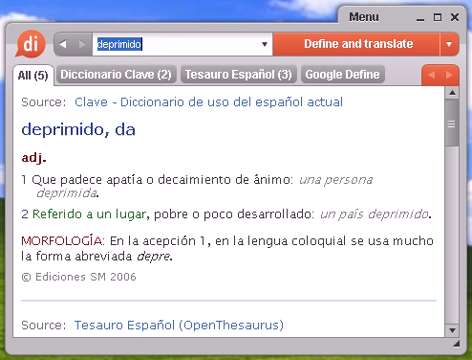 Menu
di
deprimido
Define and translate
All (5)
Diccionario Clave (2)
Tesauro Español (3)
Google Define
Source: Clave - Diccionario de uso del español actual
deprimido, da
adj.
1 Que padece apatía o decaimiento de ánimo: una persona
deprimida.
2 Referido a un lugar, pobre o poco desarrollado: un país deprimido.
MORFOLOGÍA: En la acepción 1, en la lengua coloquial se usa mucho
la forma abreviada depre.
© Ediciones SM 2006
Source: Tesauro Español (OpenThesaurus)